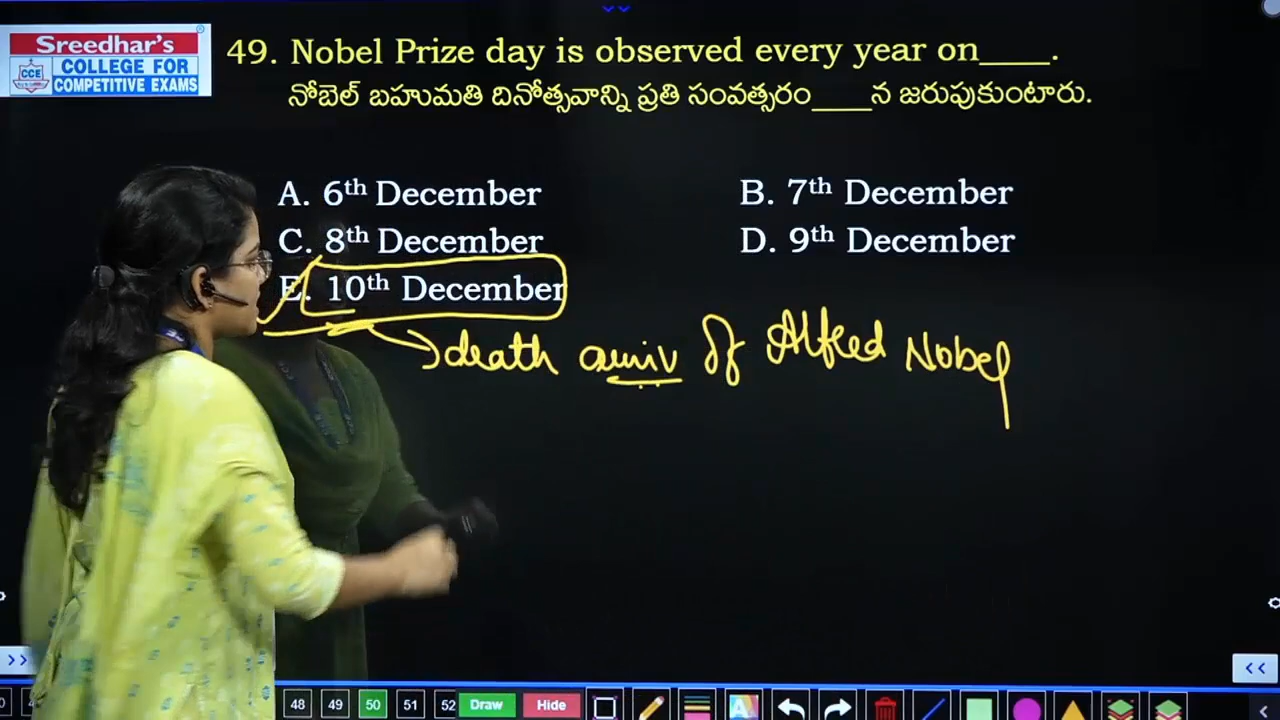 Sreedhar's
CCE
COLLEGE FOR
COMPETITIVE EXAMS
49. Nobel Prize day is observed every year on____.
నోబెల్ బహుమతి దినోత్సవాన్ని ప్రతి సంవత్సరం____న జరుపుకుంటారు.
A. 6th December
B. 7th December
C. 8th December
D. 9th December
E. 10th December
death anniv of Alfred Nobel
48 49 50 51 52 Draw Hide